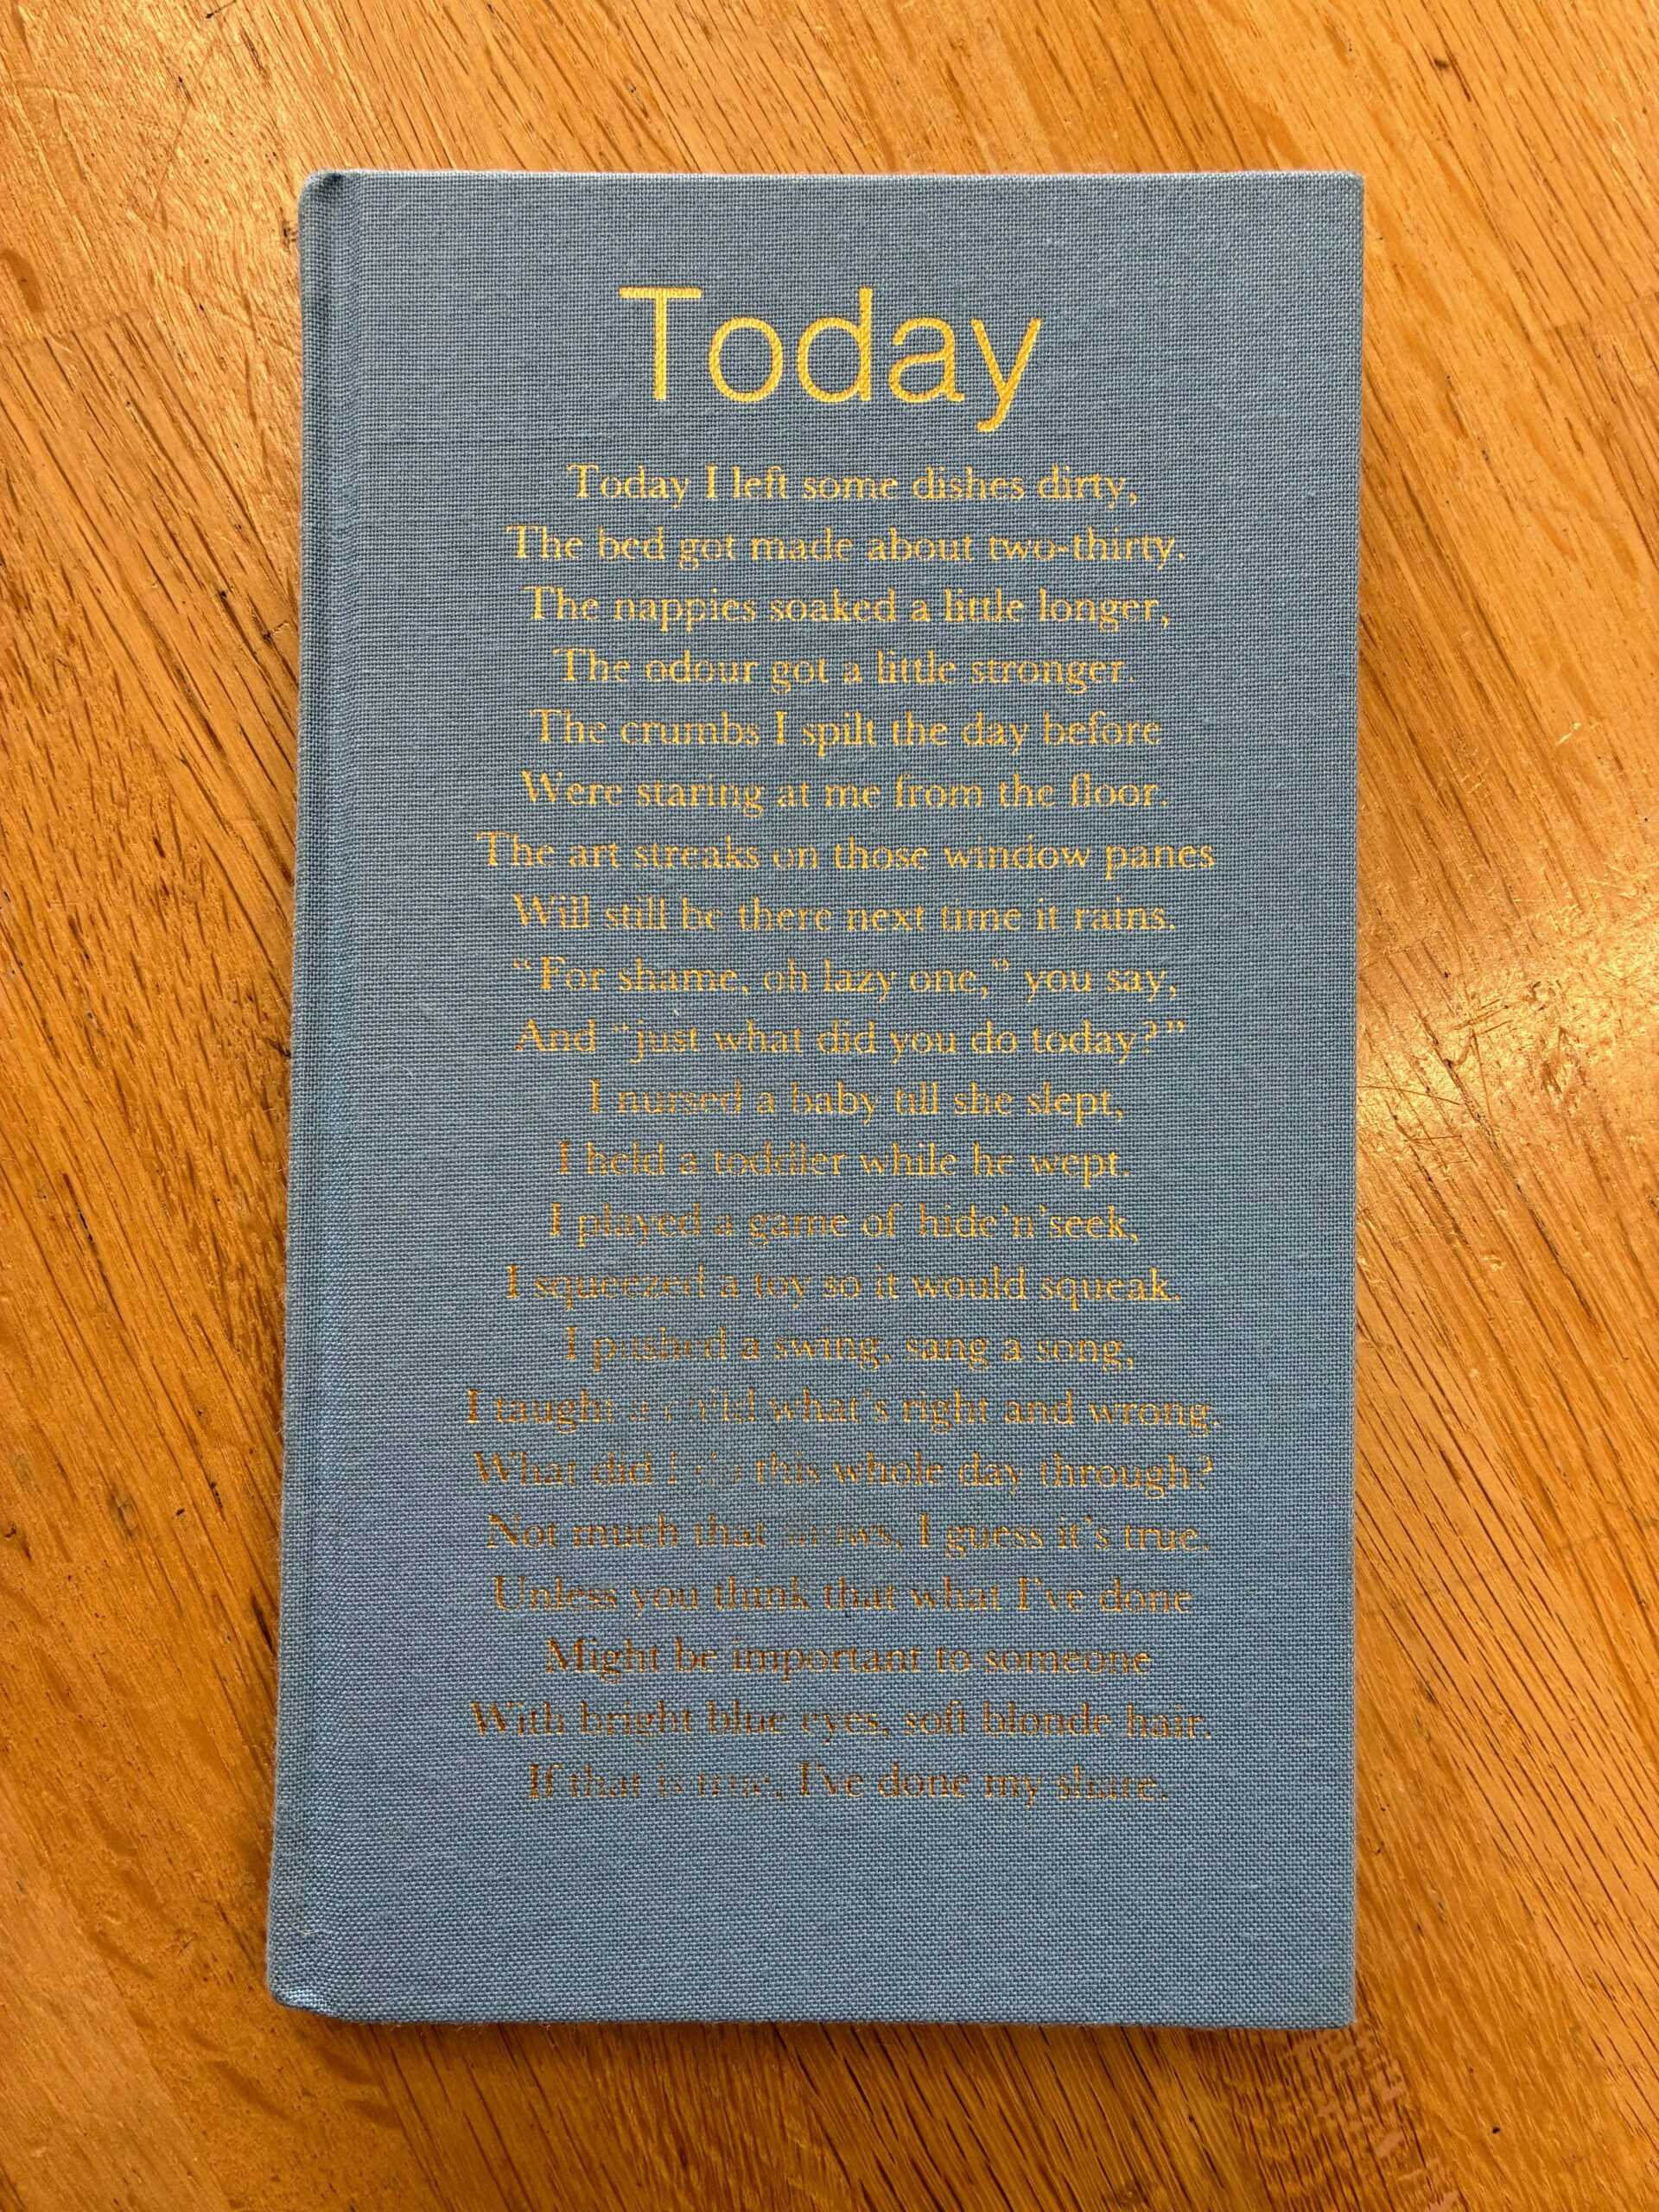 Today
Today I left some dishes dirty,
The bed got made about two-thirty.
The nappies soaked a little longer,
The odour got a little stronger.
The crumbs I spilt the day before
Were staring at me from the floor.
The art streaks on those window panes
Will still be there next time it rains.
“For shame, oh lazy one,” you say,
And “just what did you do today?”
I nursed a baby till she slept,
I held a toddler while he wept.
I played a game of hide’n’seek,
I squeezed a toy so it would squeak.
I pushed a swing, sang a song,
I taught a child what’s right and wrong.
What did I do this whole day through?
Not much that shows, I guess it’s true.
Unless you think that what I’ve done
Might be important to someone
With bright blue eyes, soft blonde hair.
If that is true, I’ve done my share.